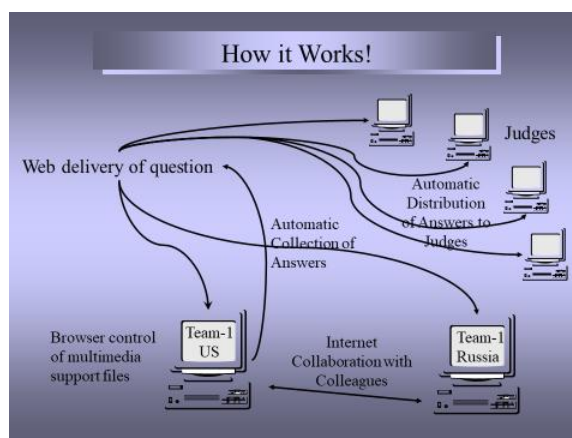 How it Works!
Judges
Web delivery of question
Automatic
Distribution
of Answers to
Judges
Automatic
Collection of
Answers
Browser control
of multimedia
support files
Team-1
US
Internet
Collaboration with
Colleagues
Team-1
Russia